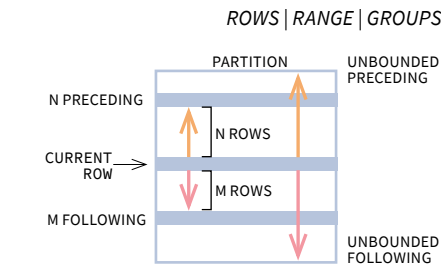 ROWS | RANGE | GROUPS
PARTITION
UNBOUNDED
PRECEDING
N PRECEDING
N ROWS
CURRENT
ROW
M ROWS
M FOLLOWING
UNBOUNDED
FOLLOWING